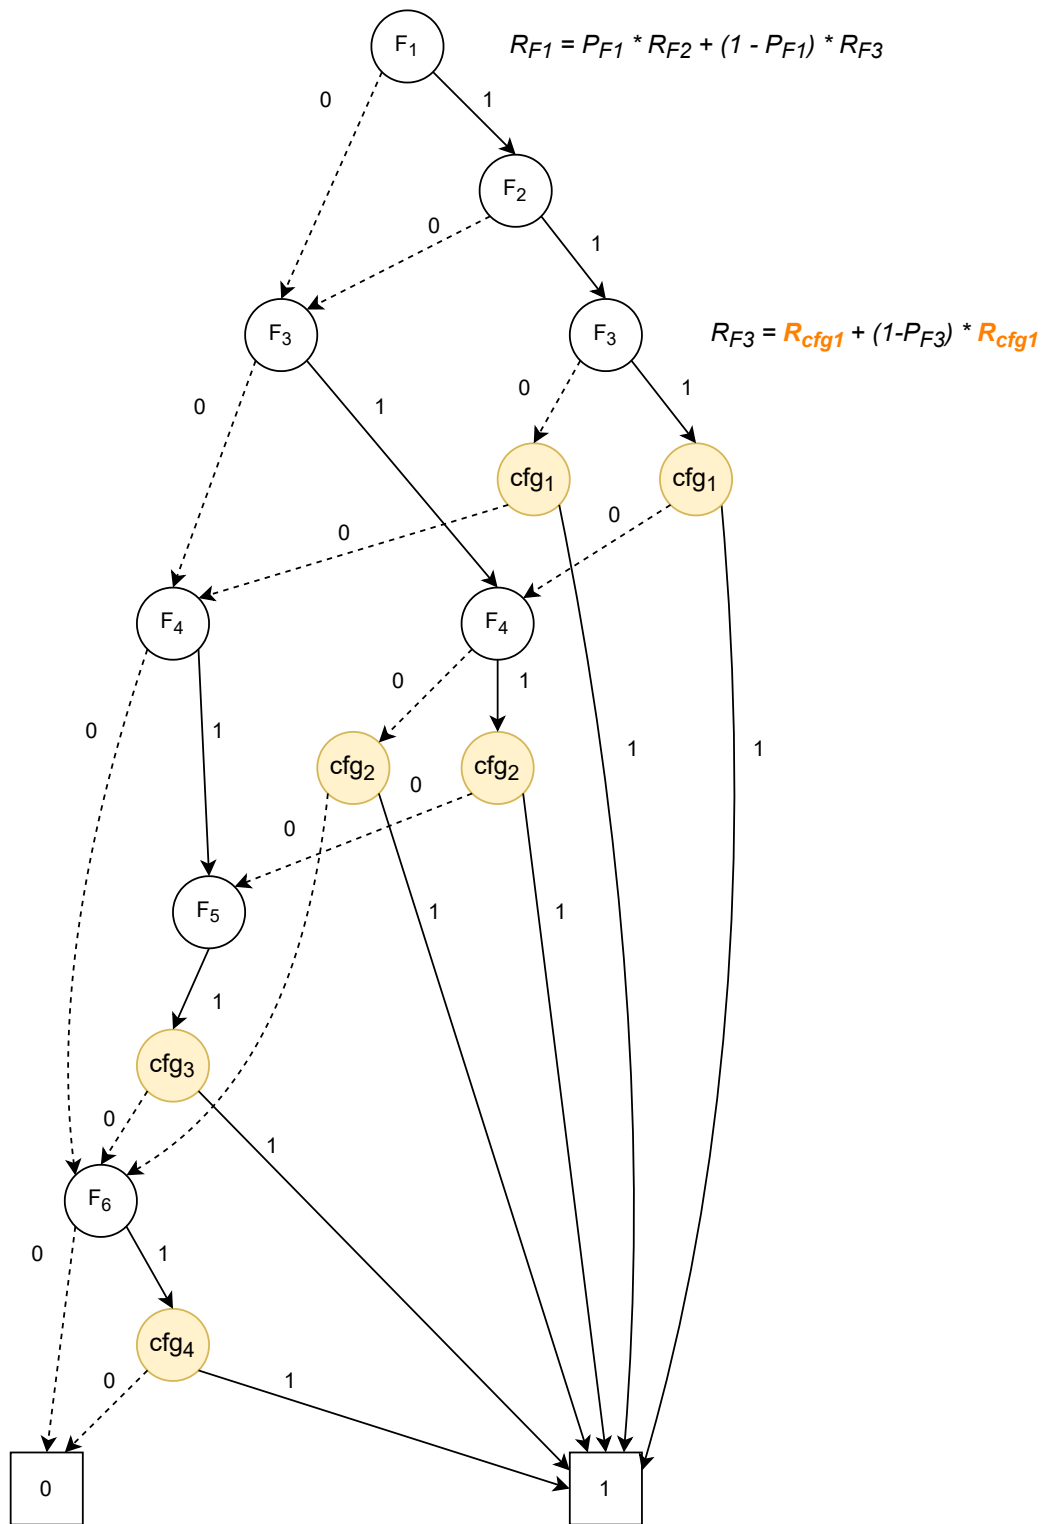 F1 R_F1 = P_F1 * R_F2 + (1 - P_F1) * R_F3
0 1
F2
0 1
F3 F3 R_F3 = R_cfg1 + (1-P_F3) * R_cfg1
0 1 0 1
cfg1 cfg1
0 0
F4 F4
0 1 0 1 1 1
cfg2 cfg2
0 0
F5 1 1
1
cfg3
0 1
F6
0 1
cfg4
0 1
0 1